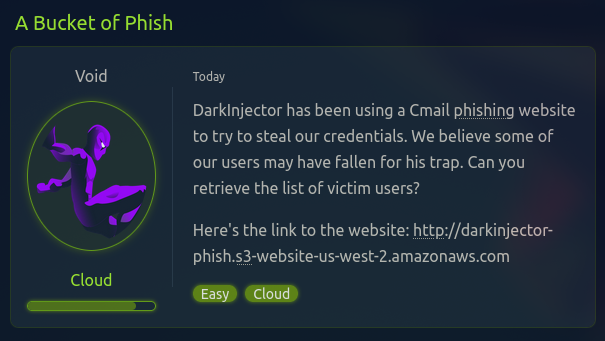 A Bucket of Phish
Void
Today
DarkInjector has been using a Cmail phishing website
to try to steal our credentials. We believe some of
our users may have fallen for his trap. Can you
retrieve the list of victim users?
Here's the link to the website: http://darkinjector-
phish.s3-website-us-west-2.amazonaws.com
Cloud
Easy Cloud